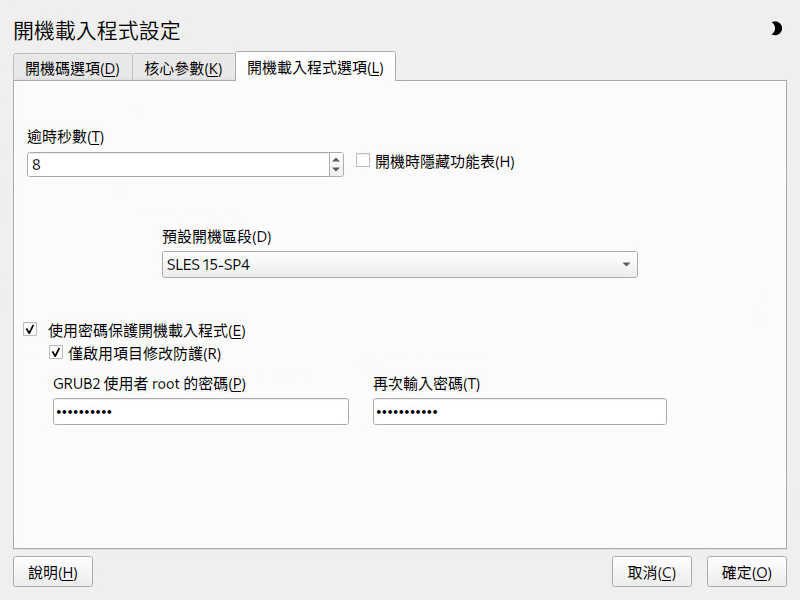 開機載入程式設定
開機碼選項(D) 核心參數(K) 開機載入程式選項(L)
逾時秒數(T)
8 開機時隱藏功能表(H)
預設開機區段(D)
SLES 15-SP4
使用密碼保護開機載入程式(E)
僅啟用項目修改防護(R)
GRUB2 使用者 root 的密碼(P) 再次輸入密碼(T)
•••••••••• •••••••••••
說明(H) 取消(C) 確定(O)